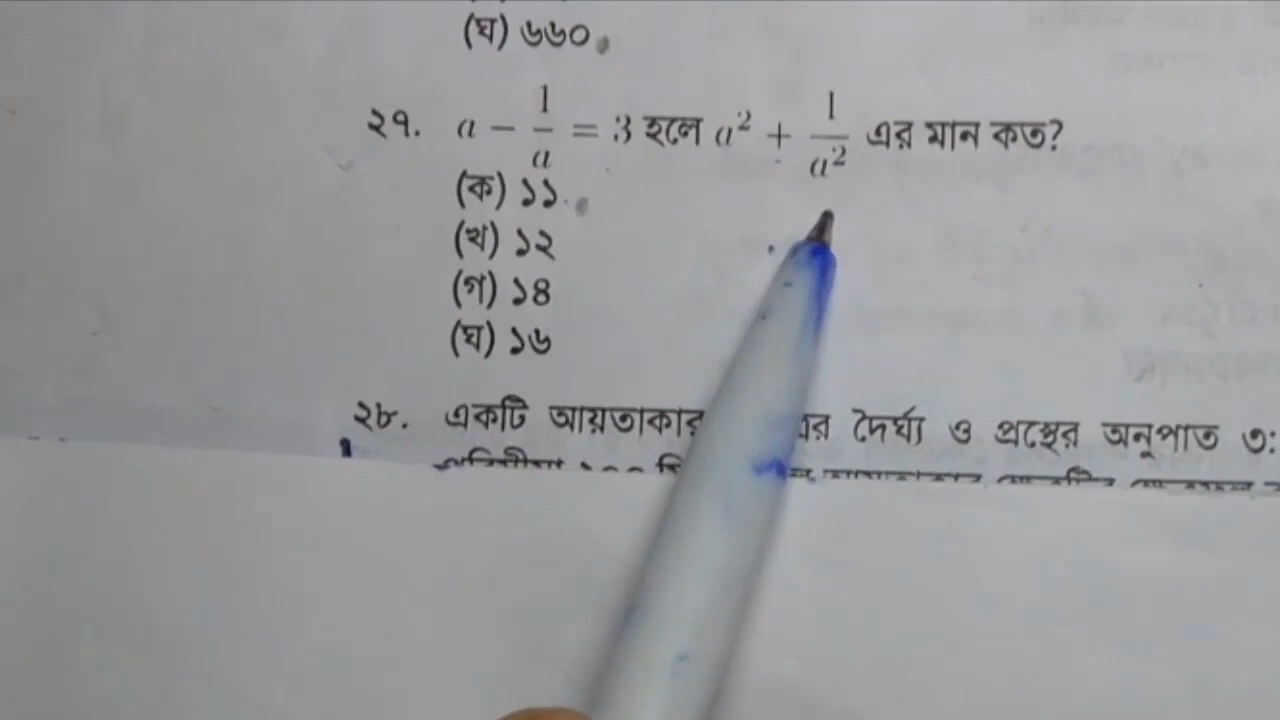 (ঘ) ৬৬০
২৭. a - 1/a = 3 হলে a² + 1/a² এর মান কত?
(ক) ১১
(খ) ১২
(গ) ১৪
(ঘ) ১৬
২৮. একটি আয়তাকার এর দৈর্ঘ্য ও প্রস্থের অনুপাত ৩: